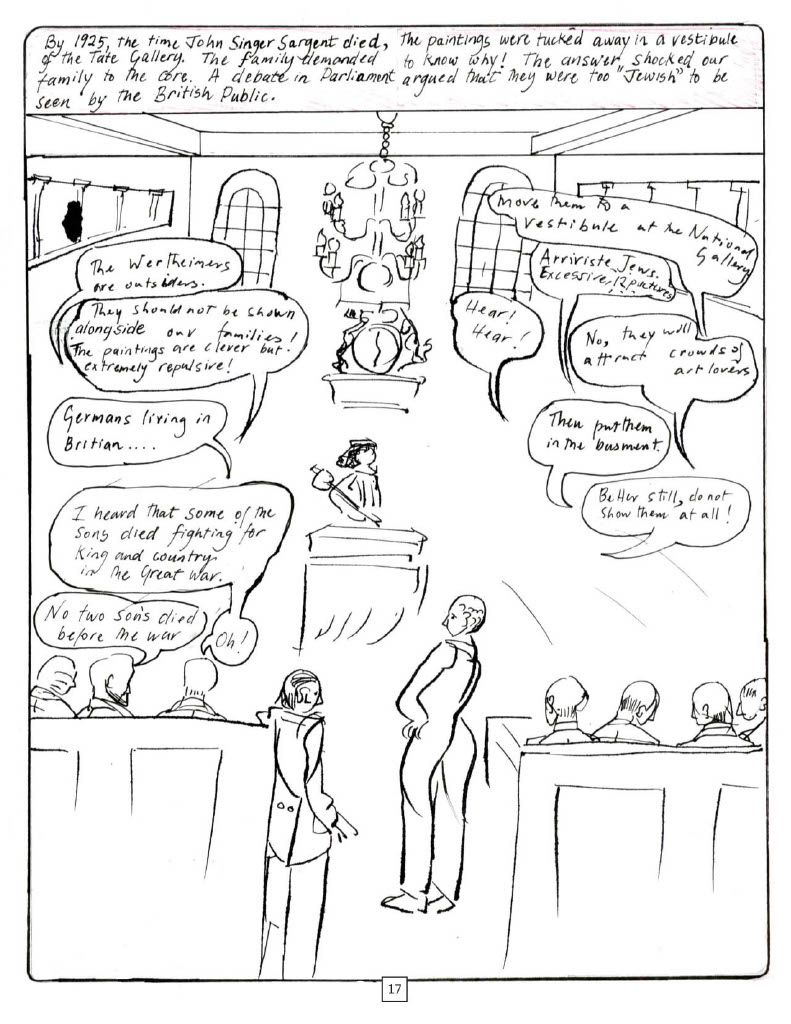 By 1925, the time John Singer Sargent died, The paintings were tucked away in a vestibule
of the Tate Gallery. The family demanded to know why! The answer shocked our
family to the core. A debate in Parliament argued that they were too "Jewish" to be
seen by the British Public.
The Wertheimers
are outsiders.
They should not be shown
alongside our families!
The paintings are clever but
extremely repulsive!
Germans living in
Britian....
I heard that some of the
sons died fighting for
King and country
in the Great War.
No two sons died
before the war
Oh!
Move them to a
vestibule at the National
Gallery
Arriviste Jews.
Excessive, 12 pictures
Hear!
Hear!
No, they will
attract crowds of
art lovers
Then put them
in the basment.
Better still, do not
show them at all!
17